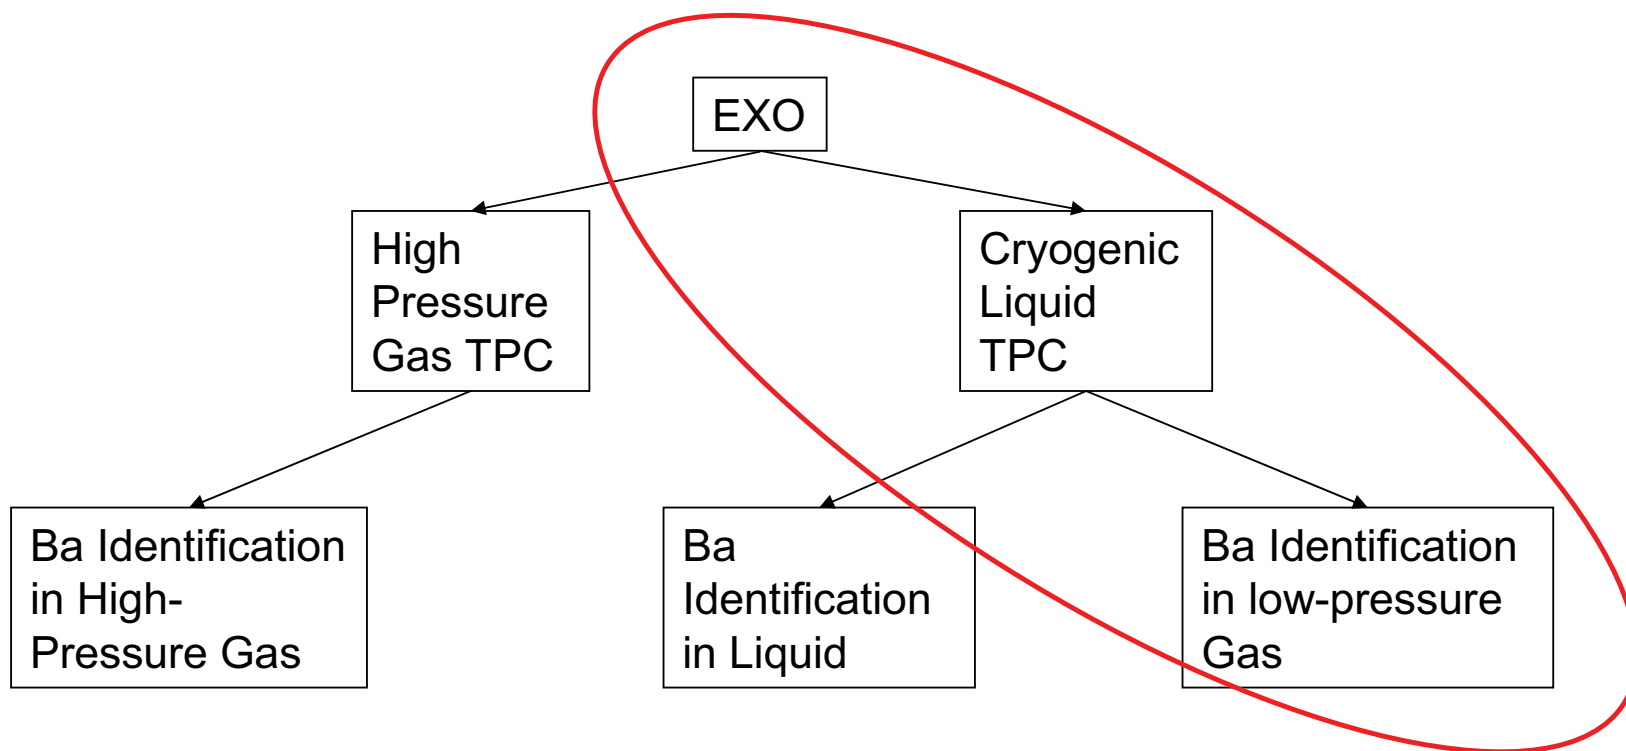 EXO
High
Pressure
Gas TPC
Cryogenic
Liquid
TPC
Ba Identification
in High-
Pressure Gas
Ba
Identification
in Liquid
Ba Identification
in low-pressure
Gas